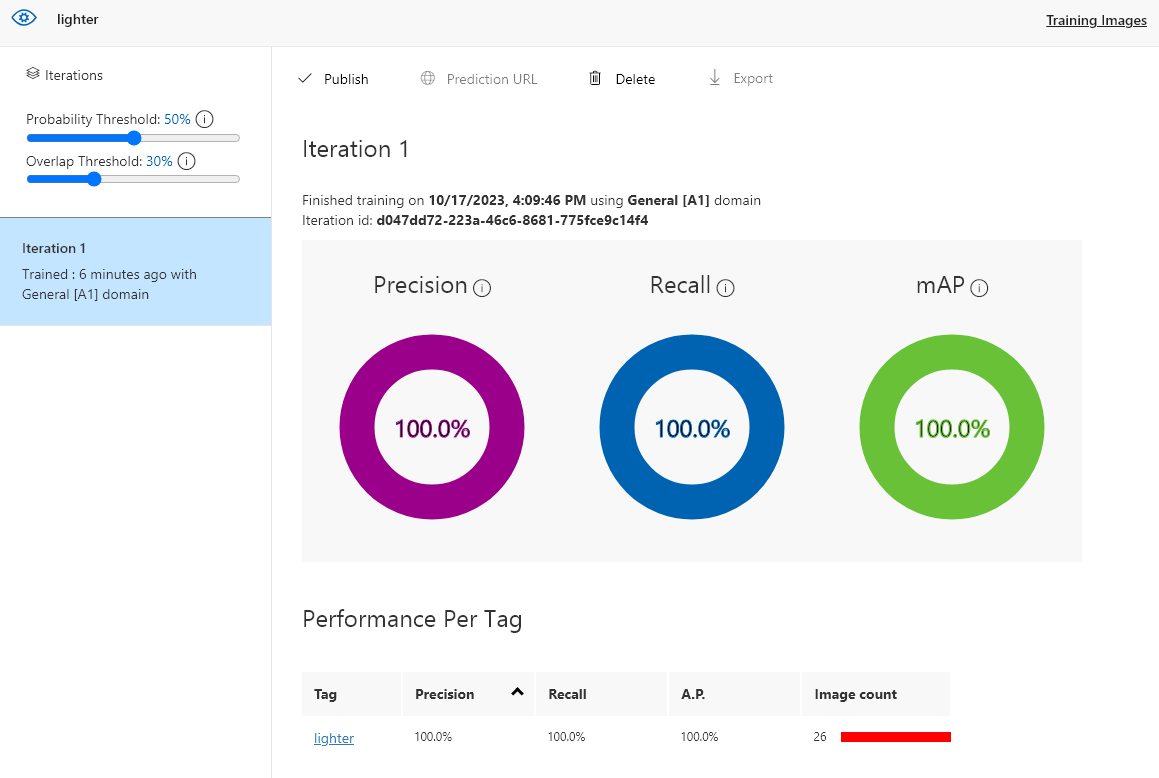 lighter
Training Images
Iterations
Probability Threshold: 50%
Overlap Threshold: 30%
Iteration 1
Trained : 6 minutes ago with
General [A1] domain
Publish
Prediction URL
Delete
Export
Iteration 1
Finished training on 10/17/2023, 4:09:46 PM using General [A1] domain
Iteration id: d047dd72-223a-46c6-8681-775fce9c14f4
Precision
Recall
mAP
100.0%
100.0%
100.0%
Performance Per Tag
Tag Precision Recall A.P. Image count
lighter 100.0% 100.0% 100.0% 26